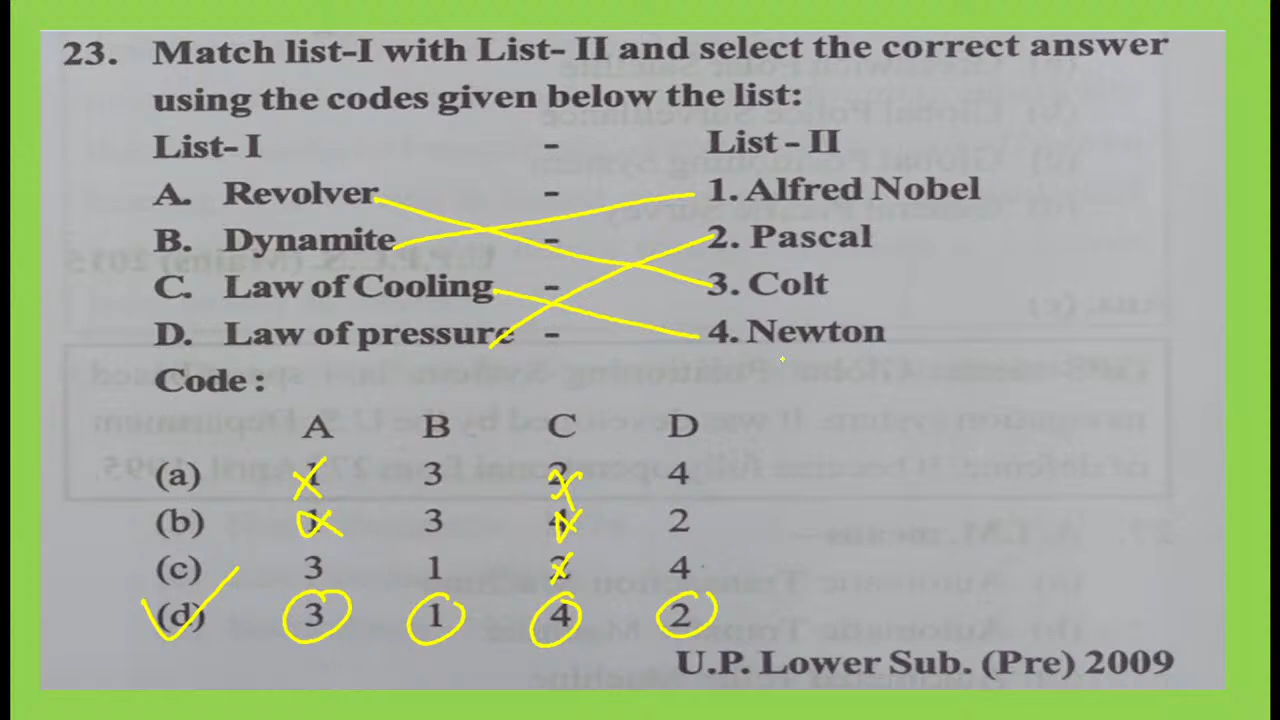 23. Match list-I with List- II and select the correct answer
using the codes given below the list:
List- I - List - II
A. Revolver - 1. Alfred Nobel
B. Dynamite - 2. Pascal
C. Law of Cooling - 3. Colt
D. Law of pressure - 4. Newton
Code :
A B C D
(a) 1 3 2 4
(b) 1 3 4 2
(c) 3 1 2 4
(d) 3 1 4 2
U.P. Lower Sub. (Pre) 2009